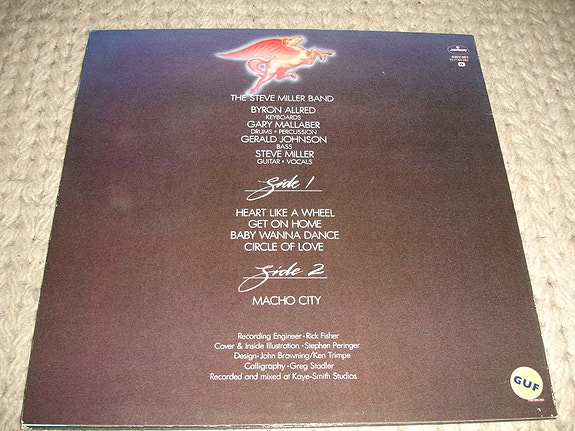 mercury
THE STEVE MILLER BAND
BYRON ALLRED
KEYBOARDS
GARY MALLABER
DRUMS • PERCUSSION
GERALD JOHNSON
BASS
STEVE MILLER
GUITAR • VOCALS
Side 1
HEART LIKE A WHEEL
GET ON HOME
BABY WANNA DANCE
CIRCLE OF LOVE
Side 2
MACHO CITY
Recording Engineer • Rick Fisher
Cover & Inside Illustration • Stephen Peringer
Design • John Browning/Ken Trimpe
Calligraphy • Greg Stadler
Recorded and mixed at Kaye-Smith Studios
GUF